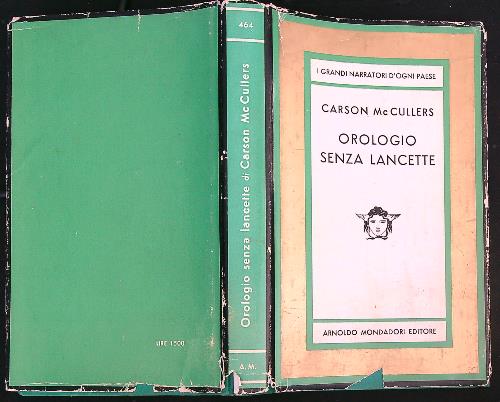 I GRANDI NARRATORI D'OGNI PAESE
CARSON McCULLERS
OROLOGIO
SENZA LANCETTE
ARNOLDO MONDADORI EDITORE
464
Orologio senza lancette di Carson McCullers
A. M.
LIRE 1500